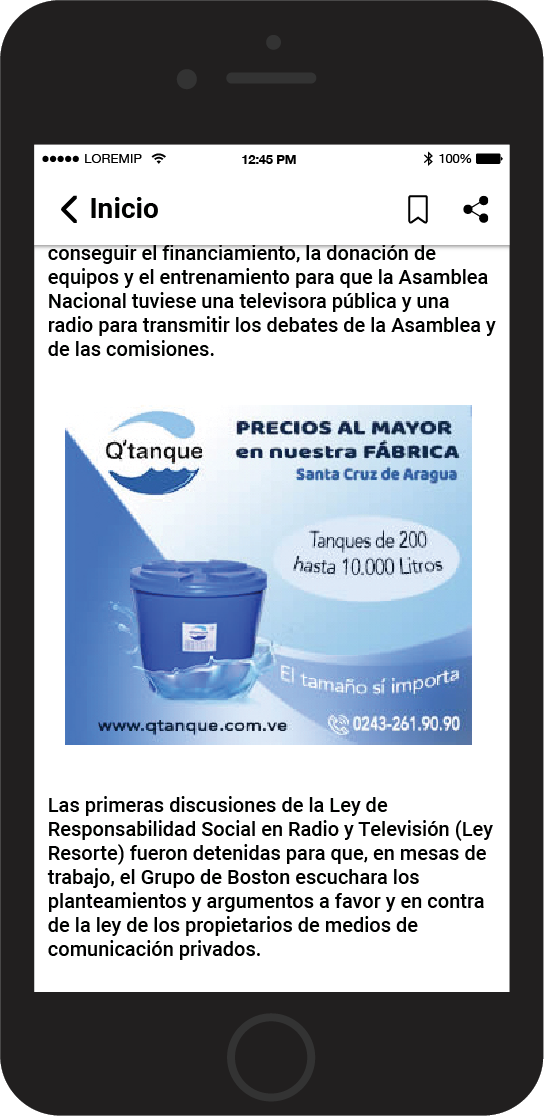 LOREMIP 12:45 PM 100%
Inicio
conseguir el financiamiento, la donación de
equipos y el entrenamiento para que la Asamblea
Nacional tuviese una televisora pública y una
radio para transmitir los debates de la Asamblea y
de las comisiones.
Q'tanque
PRECIOS AL MAYOR
en nuestra FÁBRICA
Santa Cruz de Aragua
Tanques de 200
hasta 10.000 Litros
El tamaño sí importa
www.qtanque.com.ve
0243-261.90.90
Las primeras discusiones de la Ley de
Responsabilidad Social en Radio y Televisión (Ley
Resorte) fueron detenidas para que, en mesas de
trabajo, el Grupo de Boston escuchara los
planteamientos y argumentos a favor y en contra
de la ley de los propietarios de medios de
comunicación privados.